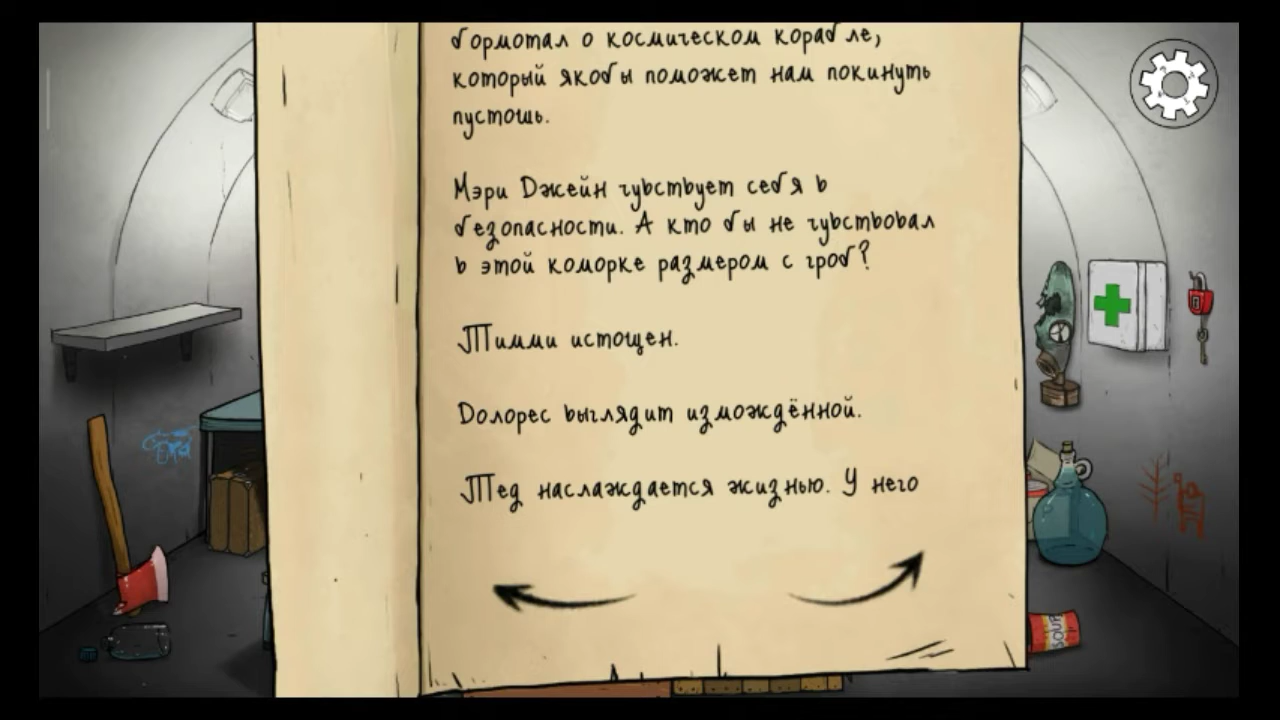 бормотал о космическом корабле,
который якобы поможет нам покинуть
пустошь.
Мэри Джейн чувствует себя в
безопасности. А кто бы не чувствовал
в этой коморке размером с гроб?
Тимми истощен.
Долорес выглядит измождённой.
Тед наслаждается жизнью. У него
SOUP